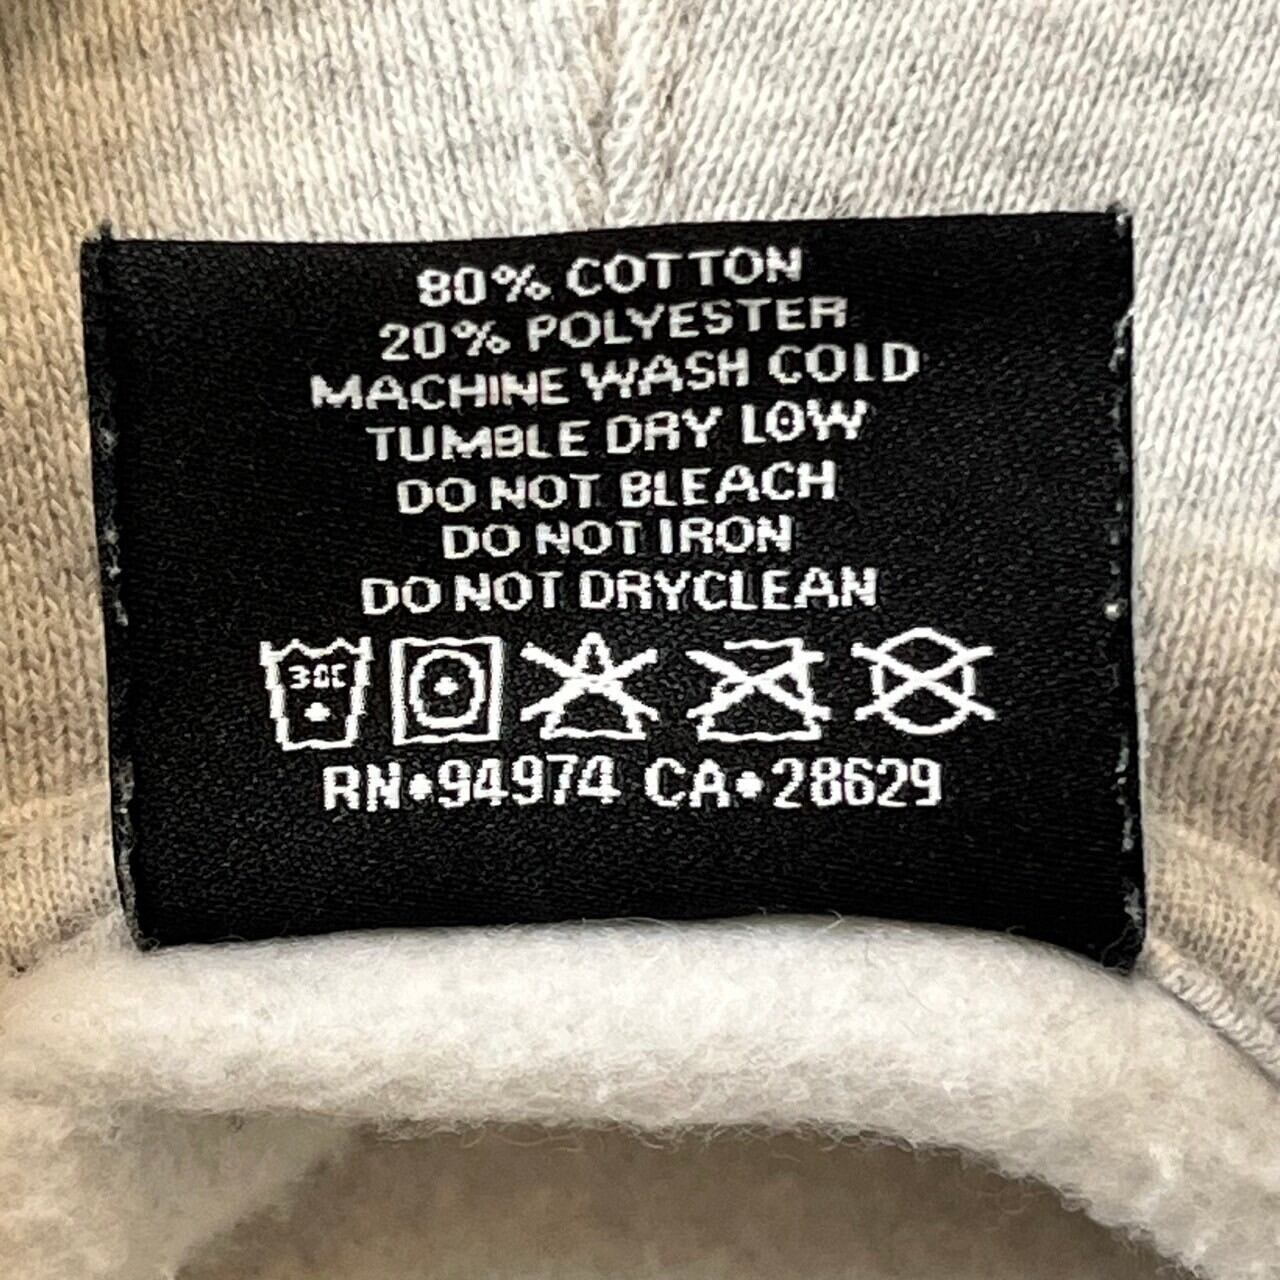 80% COTTON
20% POLYESTER
MACHINE WASH COLD
TUMBLE DRY LOW
DO NOT BLEACH
DO NOT IRON
DO NOT DRYCLEAN
30C
RN•94974 CA•28629